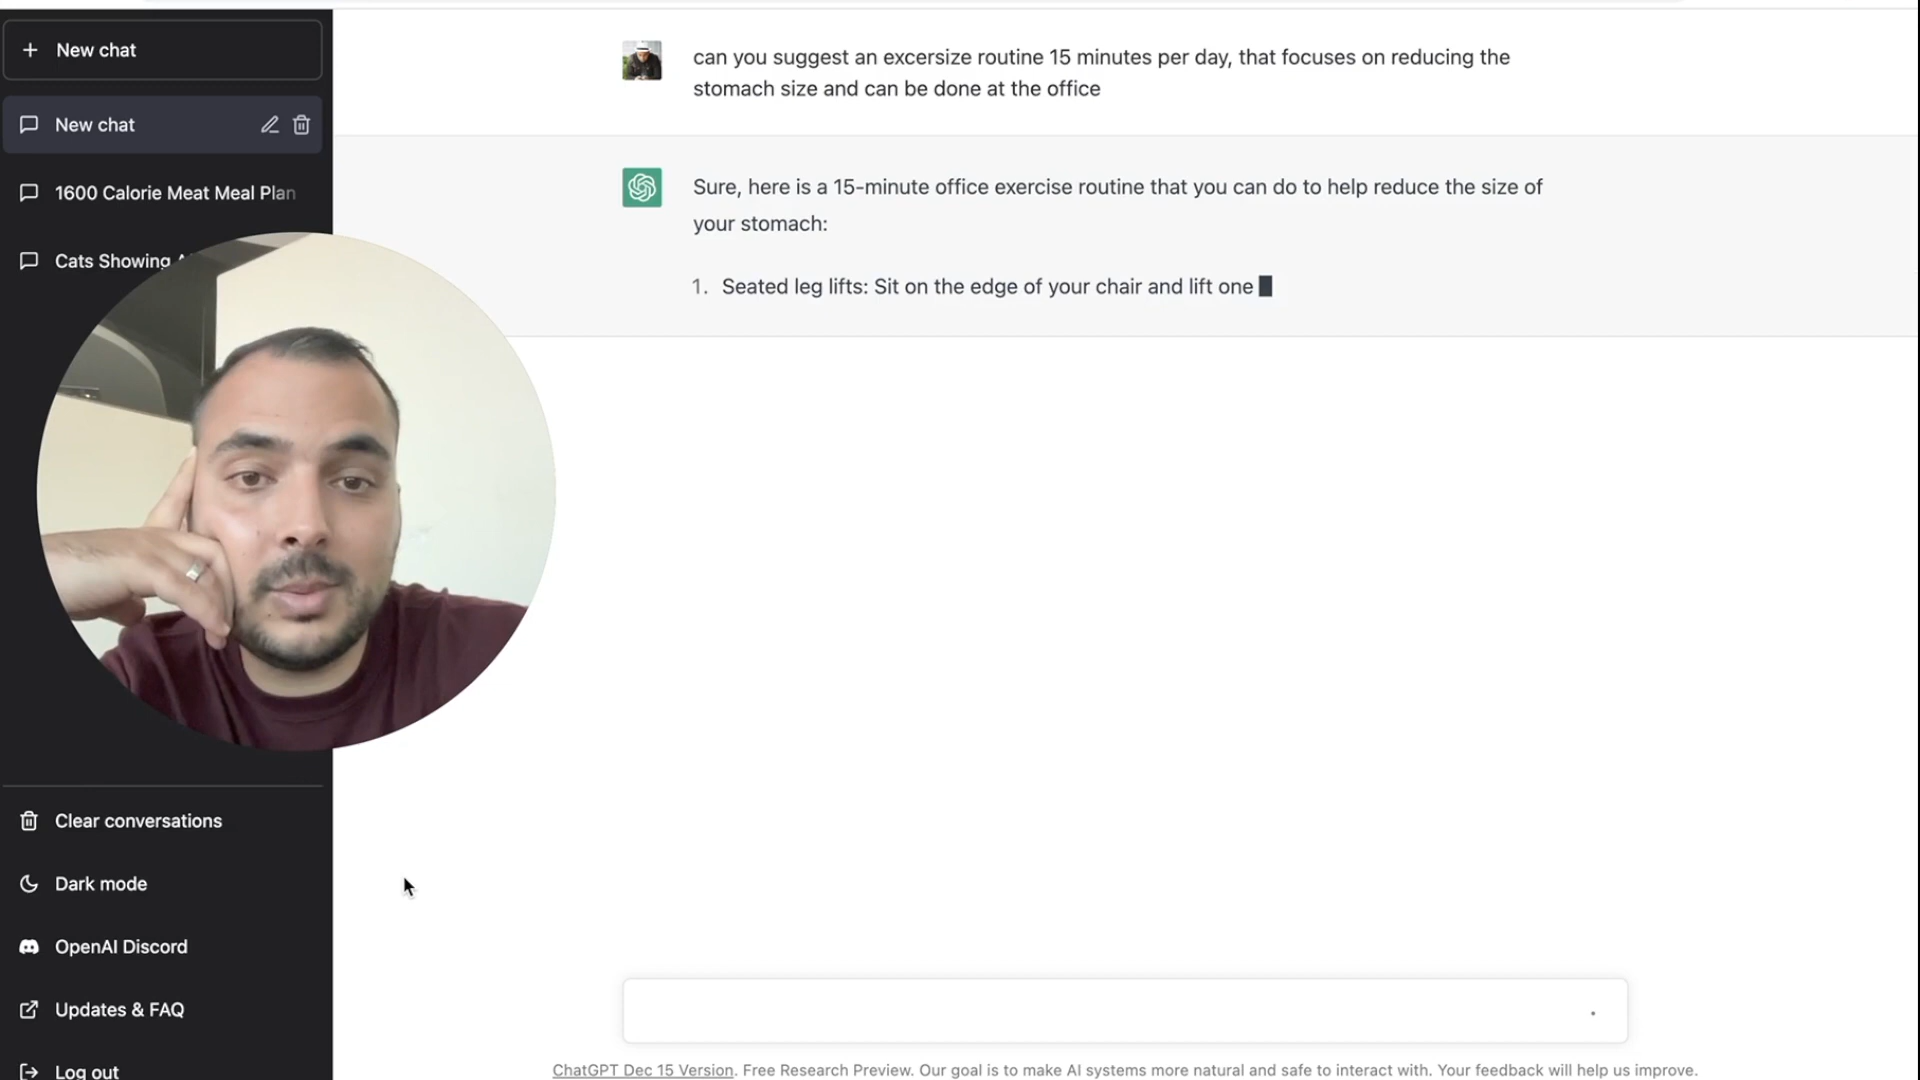 New chat
New chat
1600 Calorie Meat Meal Plan
Cats Showing
Clear conversations
Dark mode
OpenAI Discord
Updates & FAQ
Log out
can you suggest an excersize routine 15 minutes per day, that focuses on reducing the
stomach size and can be done at the office
Sure, here is a 15-minute office exercise routine that you can do to help reduce the size of
your stomach:
1. Seated leg lifts: Sit on the edge of your chair and lift one
ChatGPT Dec 15 Version. Free Research Preview. Our goal is to make AI systems more natural and safe to interact with. Your feedback will help us improve.